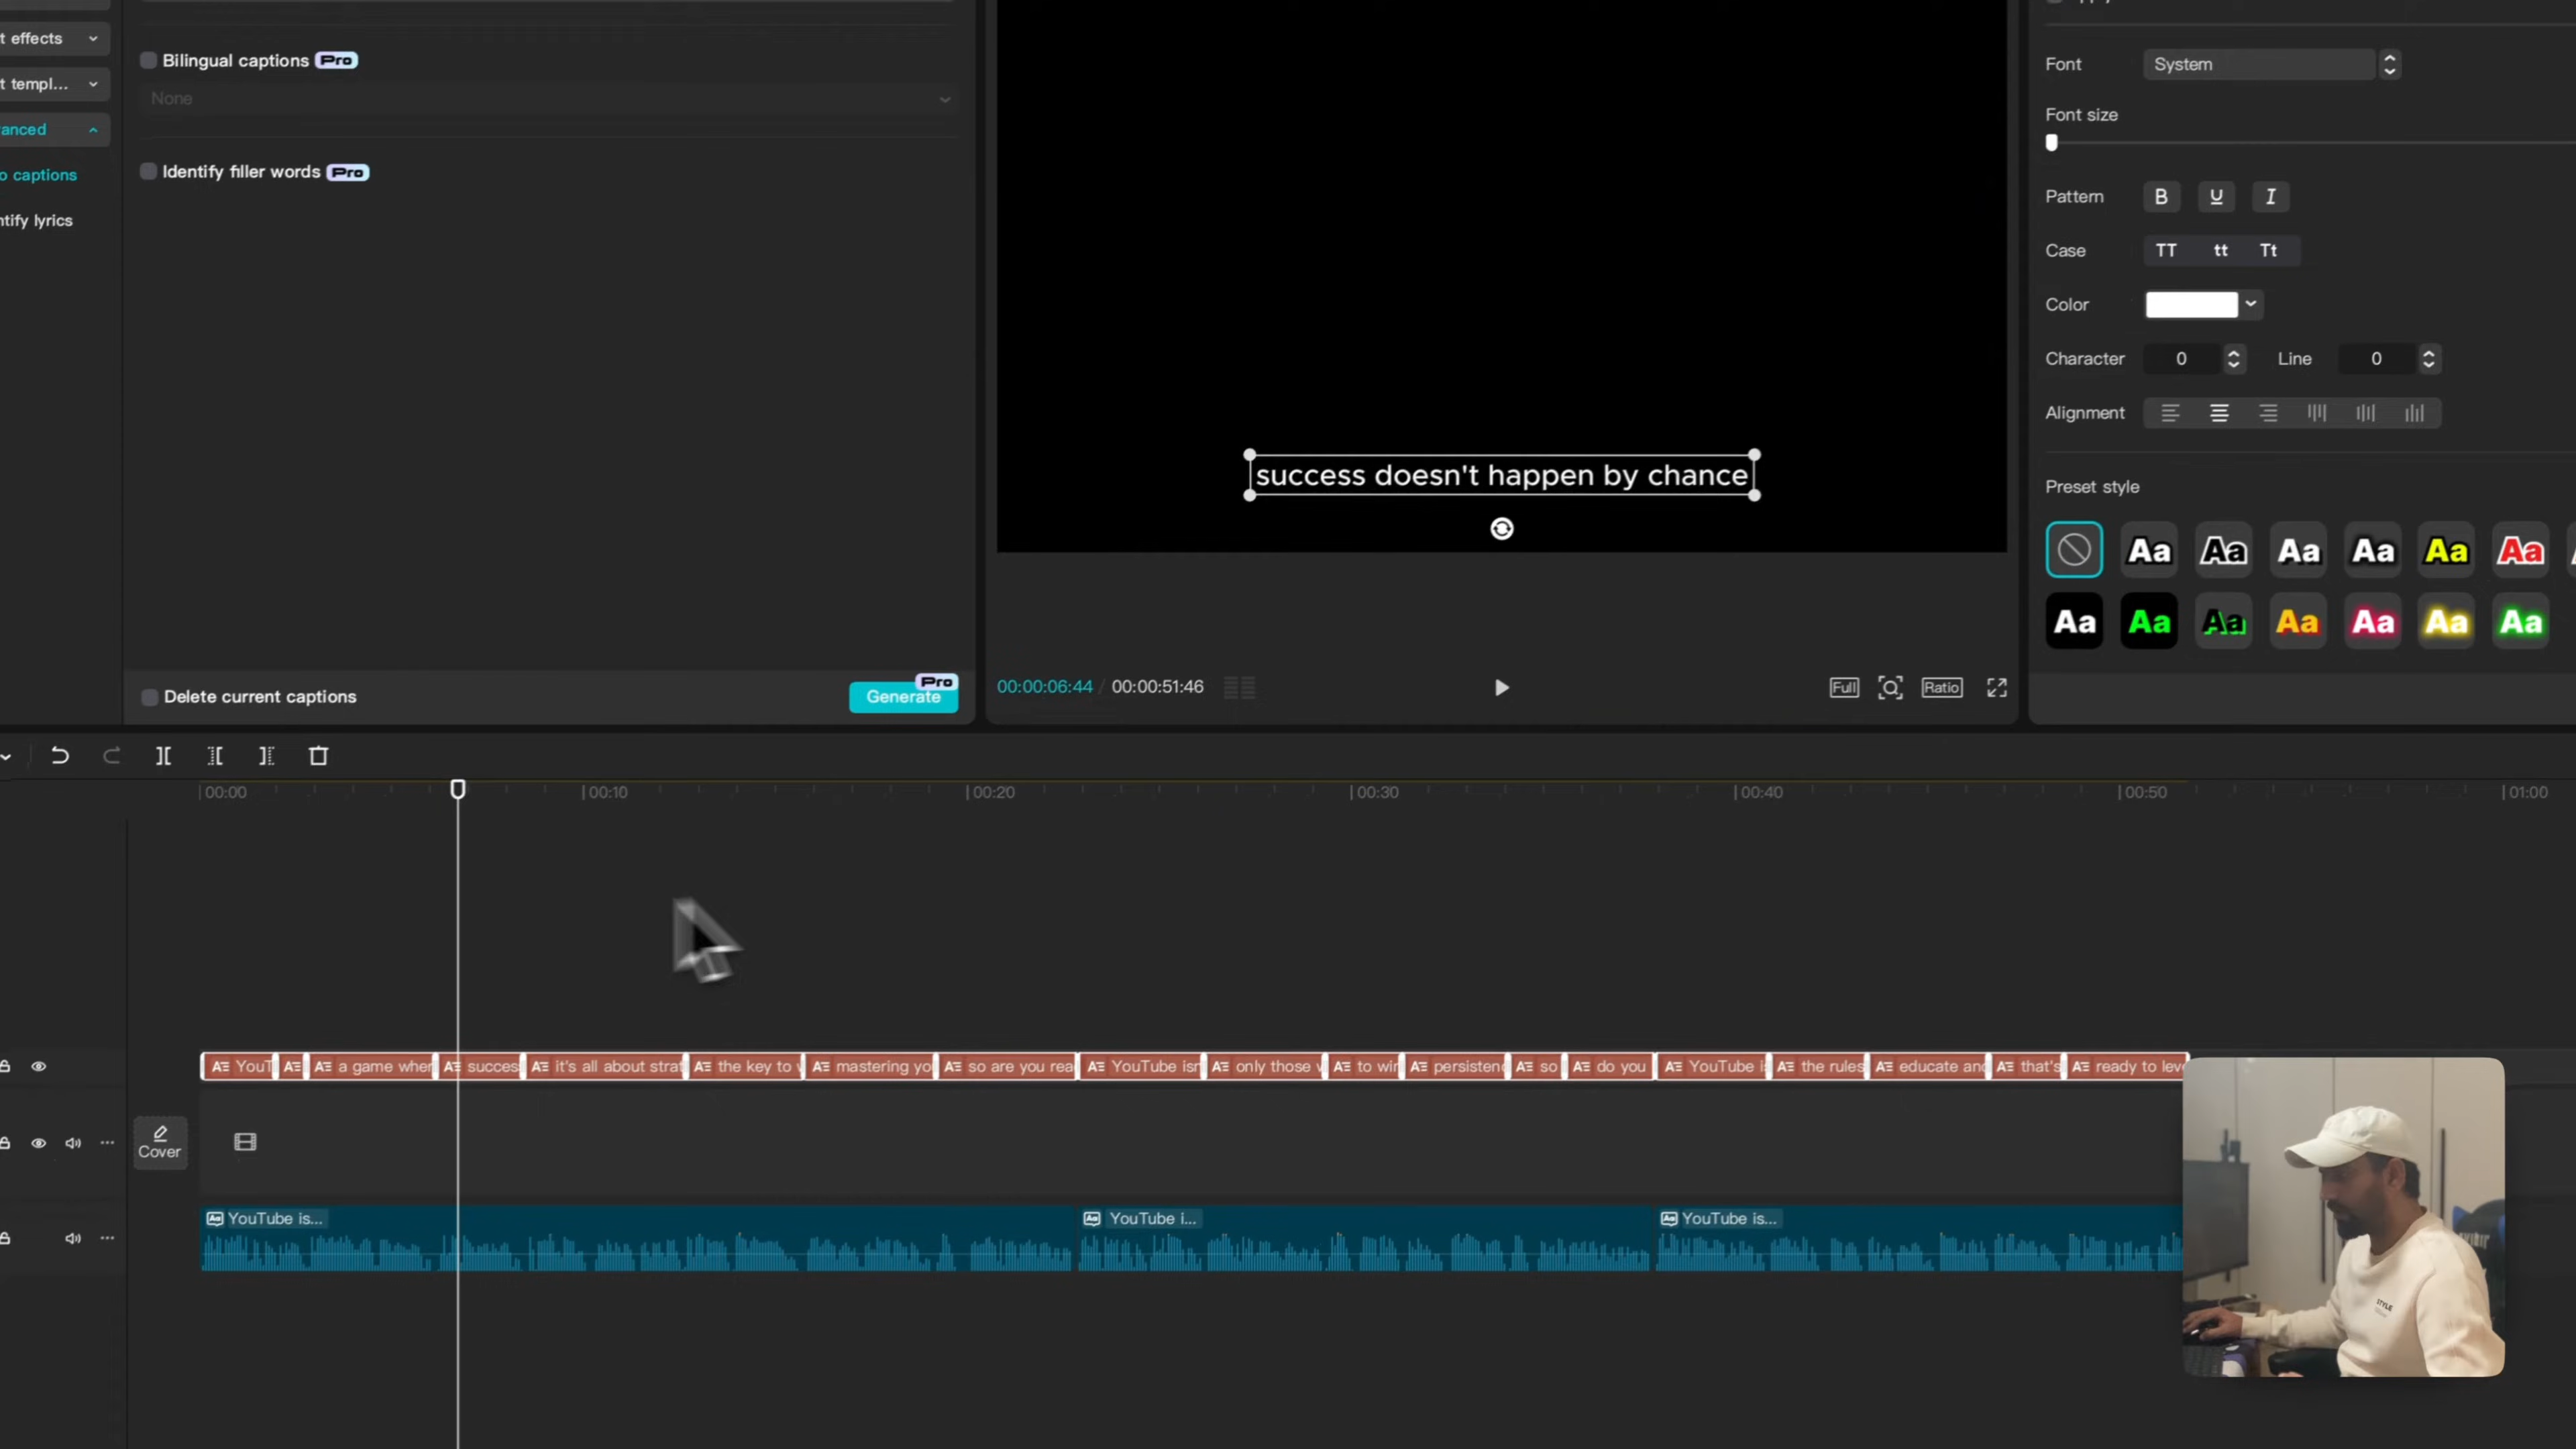 t effects
t templ...
anced
o captions
ntify lyrics
Bilingual captions Pro
None
Identify filler words Pro
Delete current captions
Pro
Generate
success doesn't happen by chance
00:00:06:44 / 00:00:51:46
Full
Ratio
Font System
Font size
Pattern B U I
Case TT tt Tt
Color
Character 0 Line 0
Alignment
Preset style
Aa Aa Aa Aa Aa Aa
Aa Aa Aa Aa Aa Aa Aa
00:00 00:10 00:20 00:30 00:40 00:50 01:00
YouT a game wher succes it's all about strat the key to mastering yo so are you rea YouTube isn only those to win persisten so do you YouTube i the rules educate and that's ready to leve
Cover
YouTube is... YouTube i... YouTube is...
STYLE